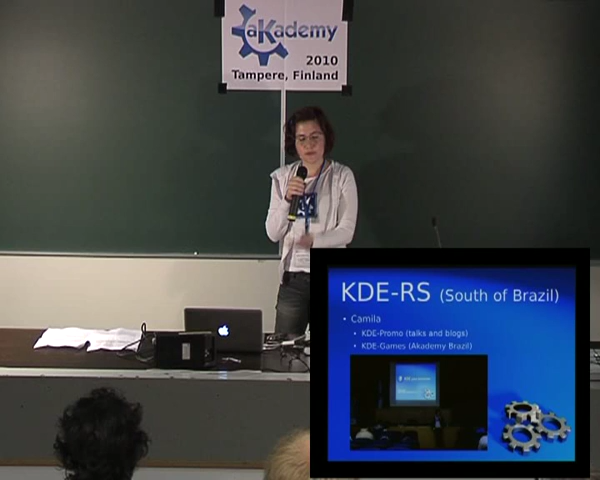 aKademy
2010
Tampere, Finland
KDE-RS (South of Brazil)
• Camila
• KDE-Promo (talks and blogs)
• KDE-Games (Akademy Brazil)